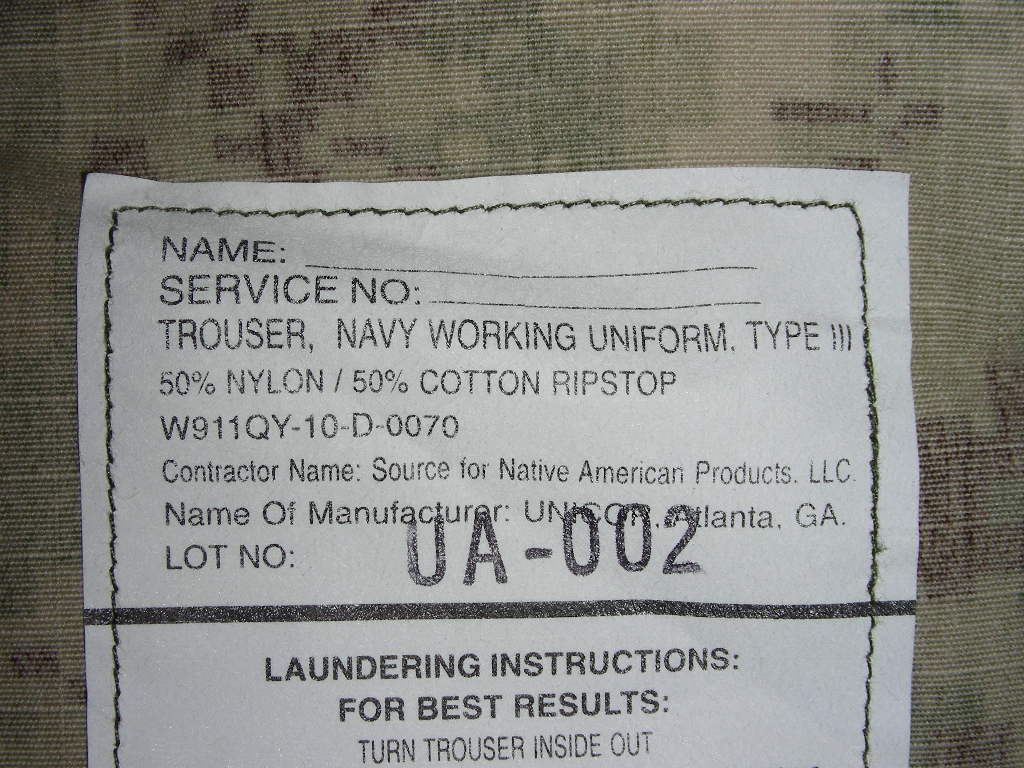 NAME:
SERVICE NO:
TROUSER, NAVY WORKING UNIFORM, TYPE III
50% NYLON / 50% COTTON RIPSTOP
W911QY-10-D-0070
Contractor Name: Source for Native American Products. LLC.
Name Of Manufacturer: UNICOR, Atlanta, GA.
LOT NO: UA-002
LAUNDERING INSTRUCTIONS:
FOR BEST RESULTS:
TURN TROUSER INSIDE OUT